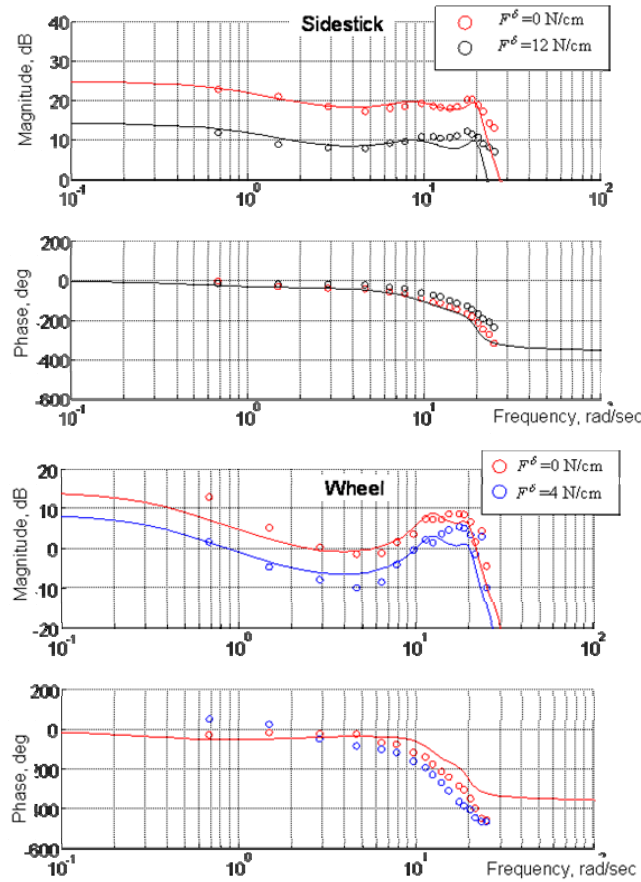 Sidestick
F^δ=0 N/cm
F^δ=12 N/cm
Magnitude, dB
40
30
20
10
0
10^-1
10^0
10^1
10^2
Phase, deg
200
0
-200
-400
-600
10^-1
10^0
10^1
Frequency, rad/sec
Wheel
F^δ=0 N/cm
F^δ=4 N/cm
Magnitude, dB
20
10
0
-10
-20
10^-1
10^0
10^1
10^2
Phase, deg
200
0
200
400
-600
10^-1
10^0
10^1
Frequency, rad/sec